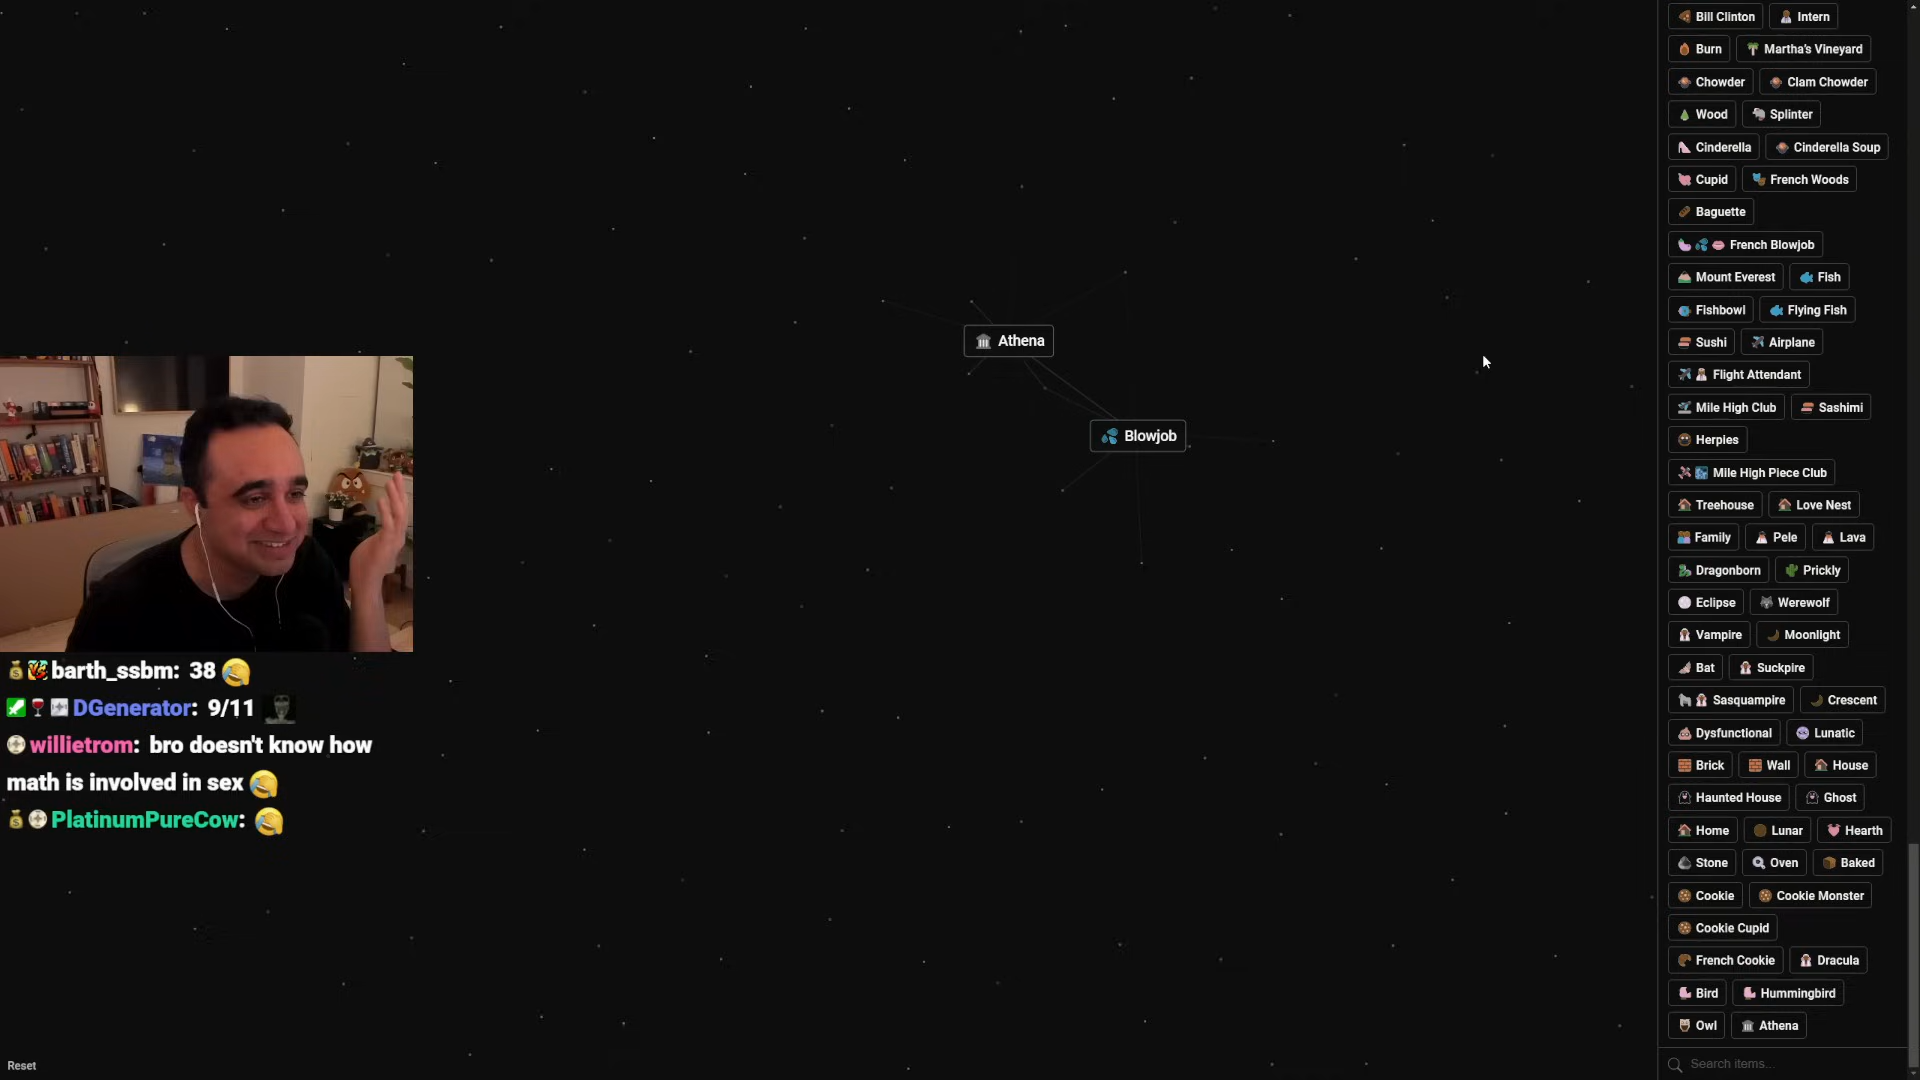 Bill Clinton Intern
Burn Martha's Vineyard
Chowder Clam Chowder
Wood Splinter
Cinderella Cinderella Soup
Cupid French Woods
Baguette
French Blowjob
Mount Everest Fish
Fishbowl Flying Fish
Sushi Airplane
Flight Attendant
Mile High Club Sashimi
Herpies
Mile High Piece Club
Treehouse Love Nest
Family Pele Lava
Dragonborn Prickly
Eclipse Werewolf
Vampire Moonlight
Bat Suckpire
Sasquampire Crescent
Dysfunctional Lunatic
Brick Wall House
Haunted House Ghost
Home Lunar Hearth
Stone Oven Baked
Cookie Cookie Monster
Cookie Cupid
French Cookie Dracula
Bird Hummingbird
Owl Athena
Search items...
Athena
Blowjob
barth_ssbm: 38
DGenerator: 9/11
willietrom: bro doesn't know how
math is involved in sex
PlatinumPureCow:
Reset